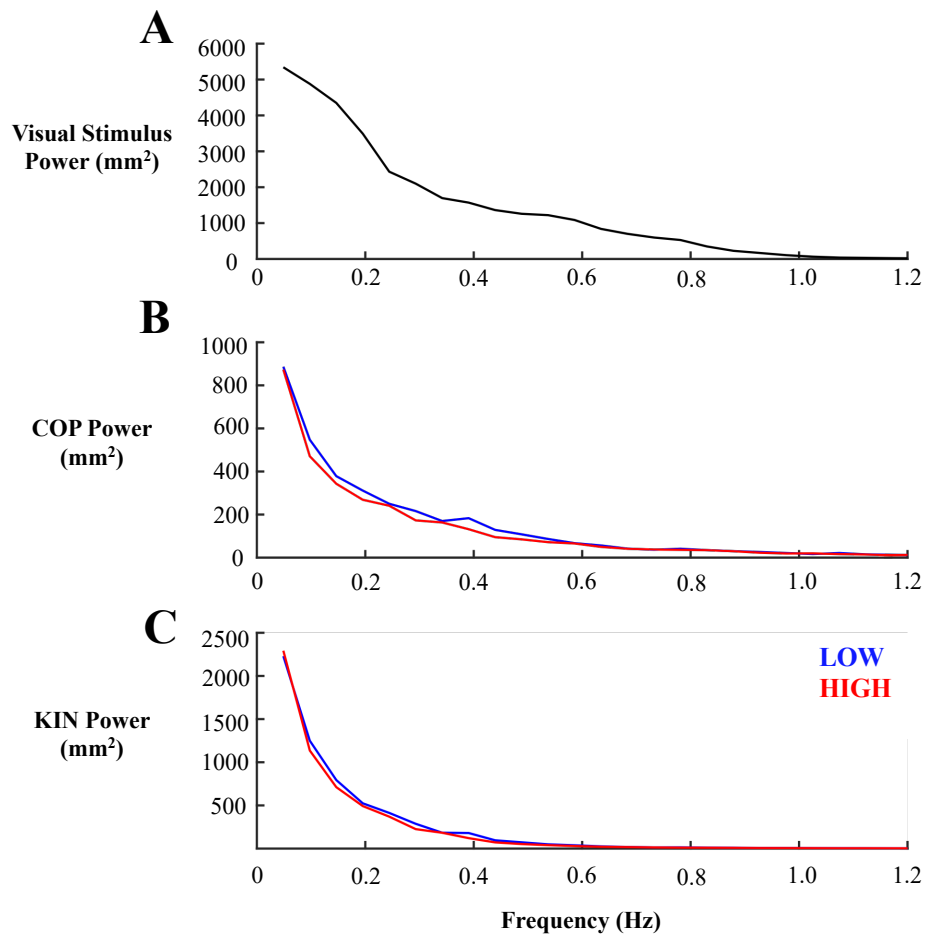 A
Visual Stimulus
Power (mm²)
6000
5000
4000
3000
2000
1000
0
0 0.2 0.4 0.6 0.8 1.0 1.2
B
COP Power
(mm²)
1000
800
600
400
200
0
0 0.2 0.4 0.6 0.8 1.0 1.2
C
KIN Power
(mm²)
2500
2000
1500
1000
500
LOW
HIGH
0 0.2 0.4 0.6 0.8 1.0 1.2
Frequency (Hz)